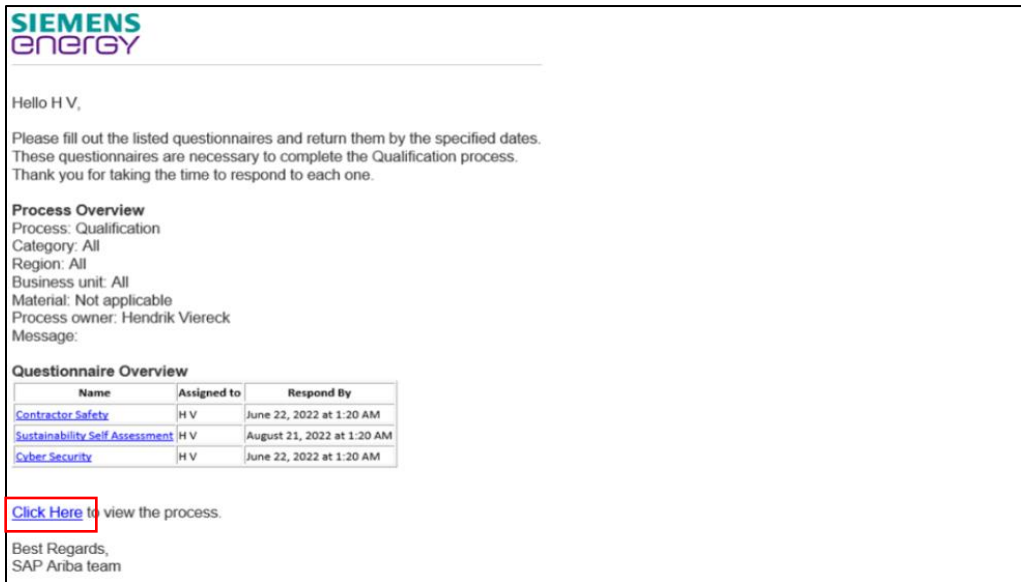 SIEMENS
energy
Hello H V,
Please fill out the listed questionnaires and return them by the specified dates.
These questionnaires are necessary to complete the Qualification process.
Thank you for taking the time to respond to each one.
Process Overview
Process: Qualification
Category: All
Region: All
Business unit: All
Material: Not applicable
Process owner: Hendrik Viereck
Message:
Questionnaire Overview
Name Assigned to Respond By
Contractor Safety H V June 22, 2022 at 1:20 AM
Sustainability Self Assessment H V August 21, 2022 at 1:20 AM
Cyber Security H V June 22, 2022 at 1:20 AM
Click Here to view the process.
Best Regards,
SAP Ariba team